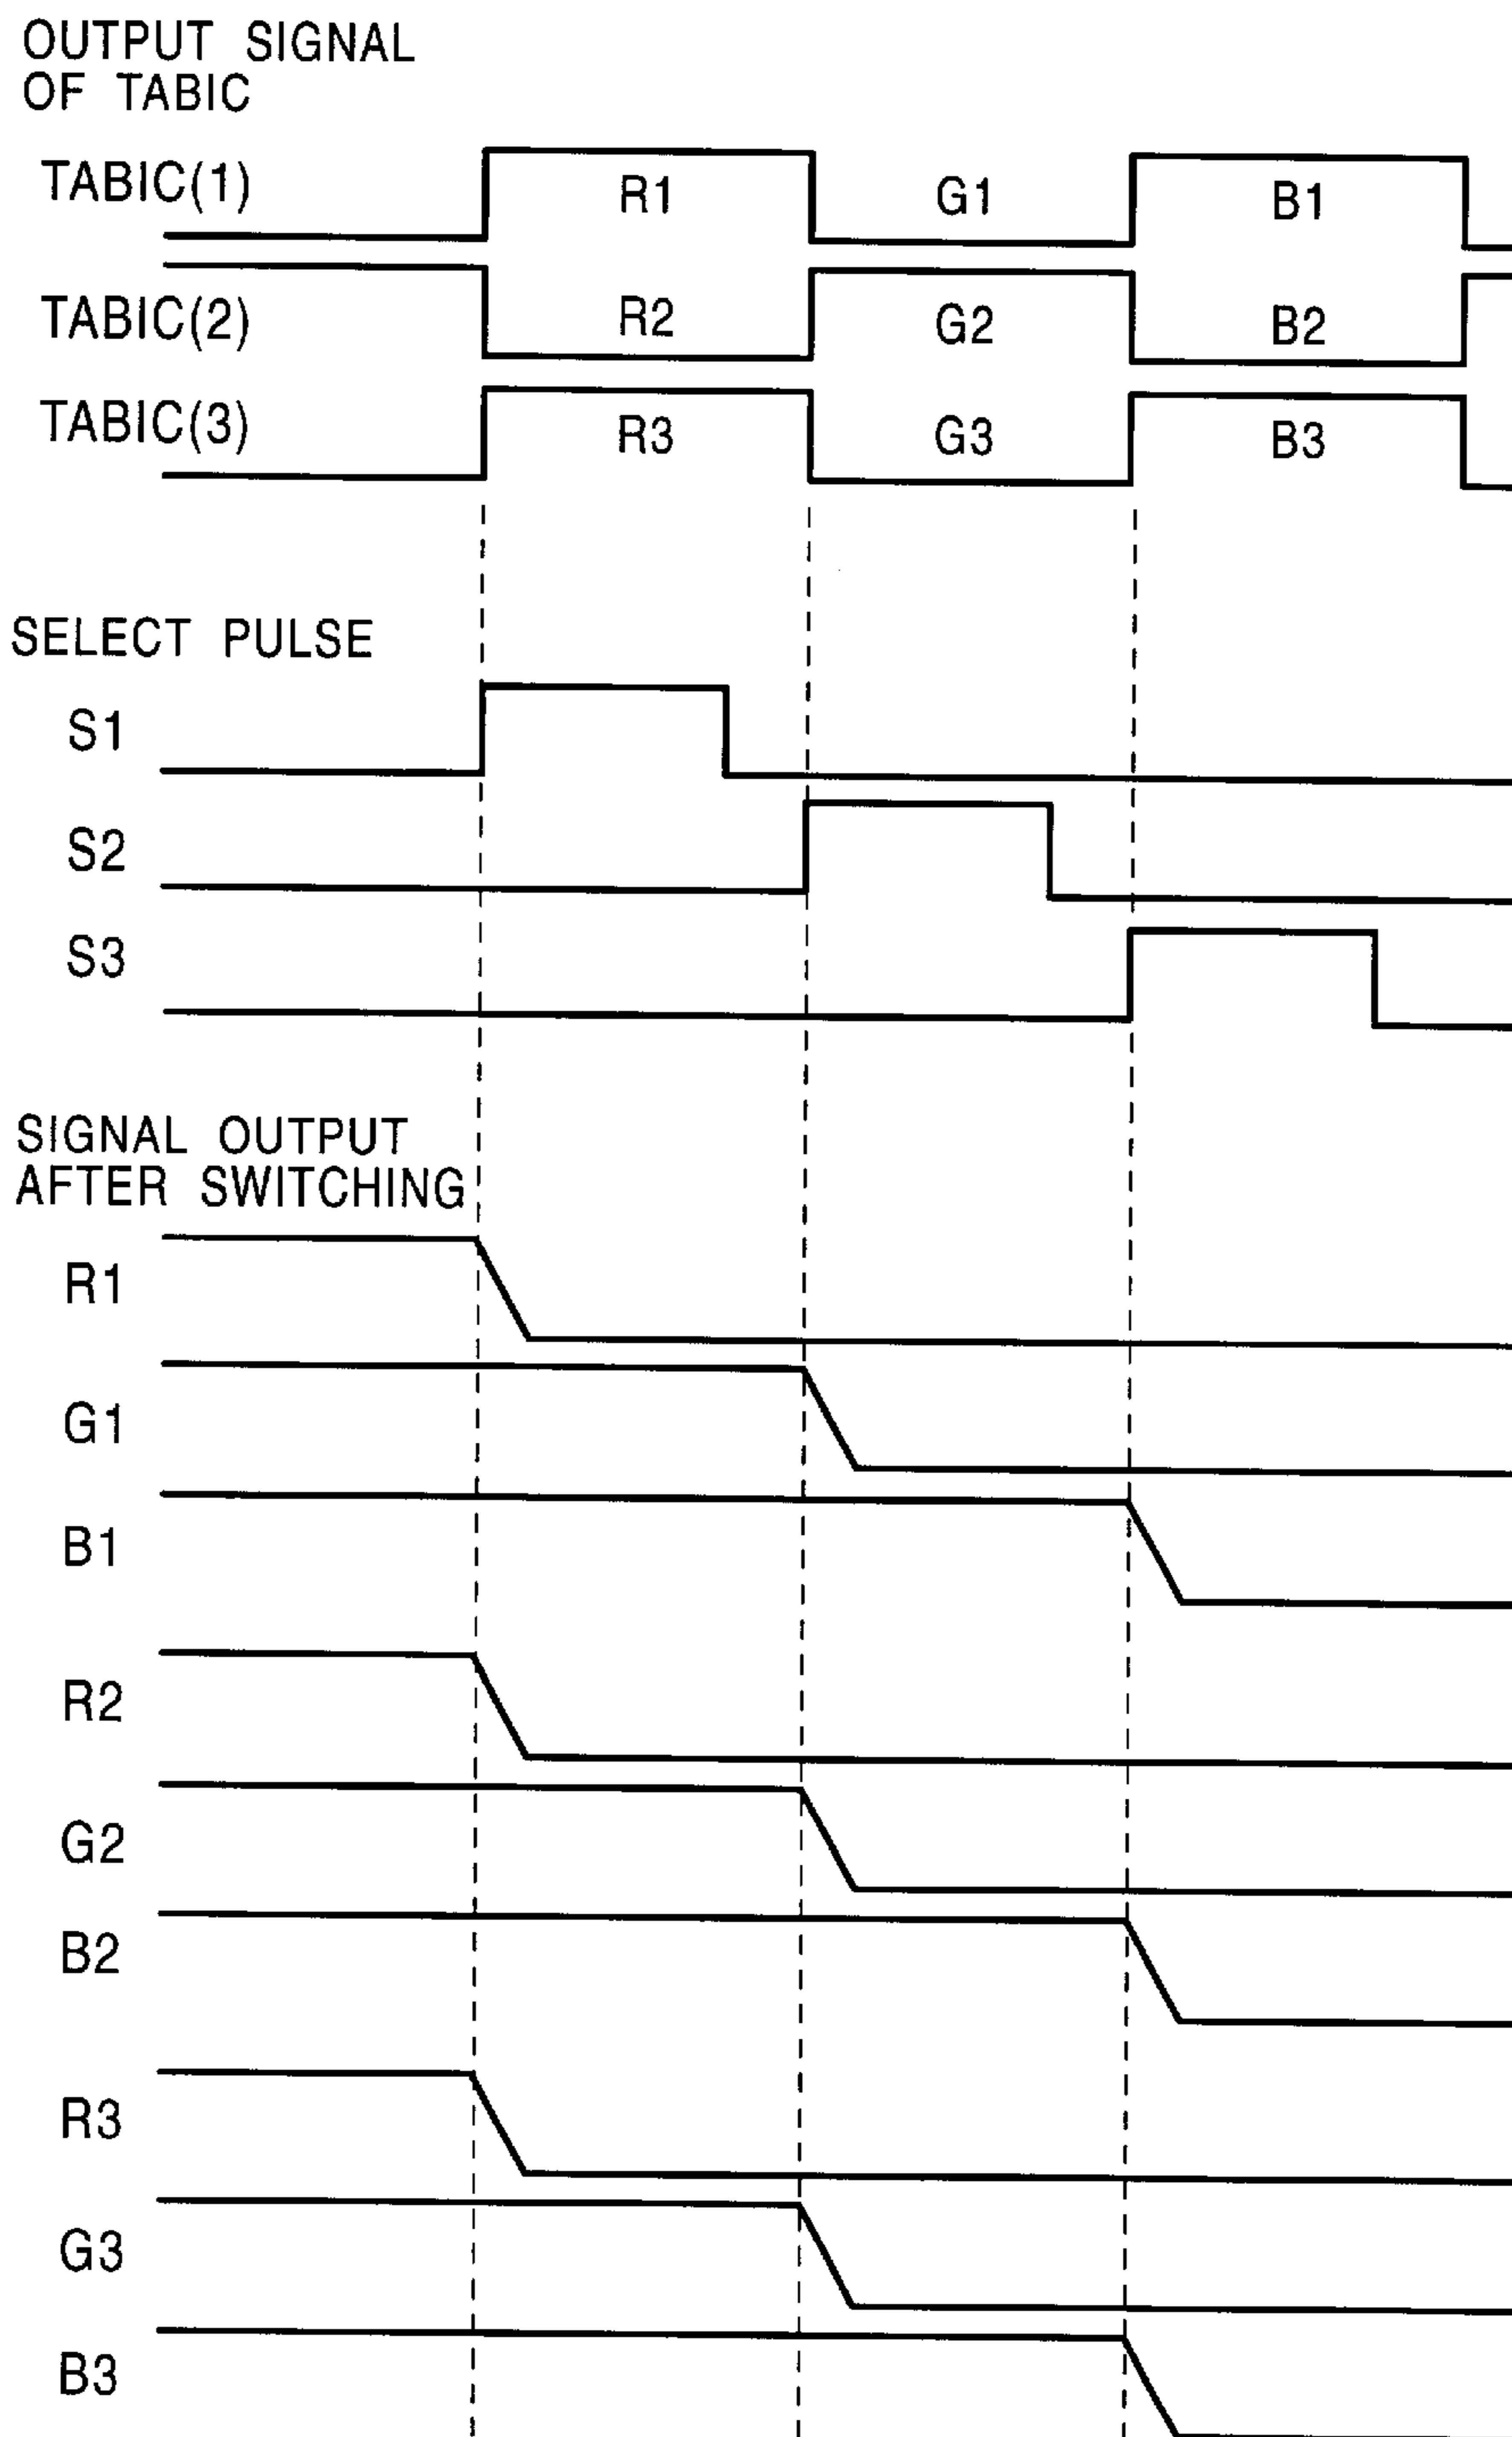 OUTPUT SIGNAL
OF TABIC
TABIC(1)
R1
G1
B1
TABIC(2)
R2
G2
B2
TABIC(3)
R3
G3
B3
SELECT PULSE
S1
S2
S3
SIGNAL OUTPUT
AFTER SWITCHING
R1
G1
B1
R2
G2
B2
R3
G3
B3